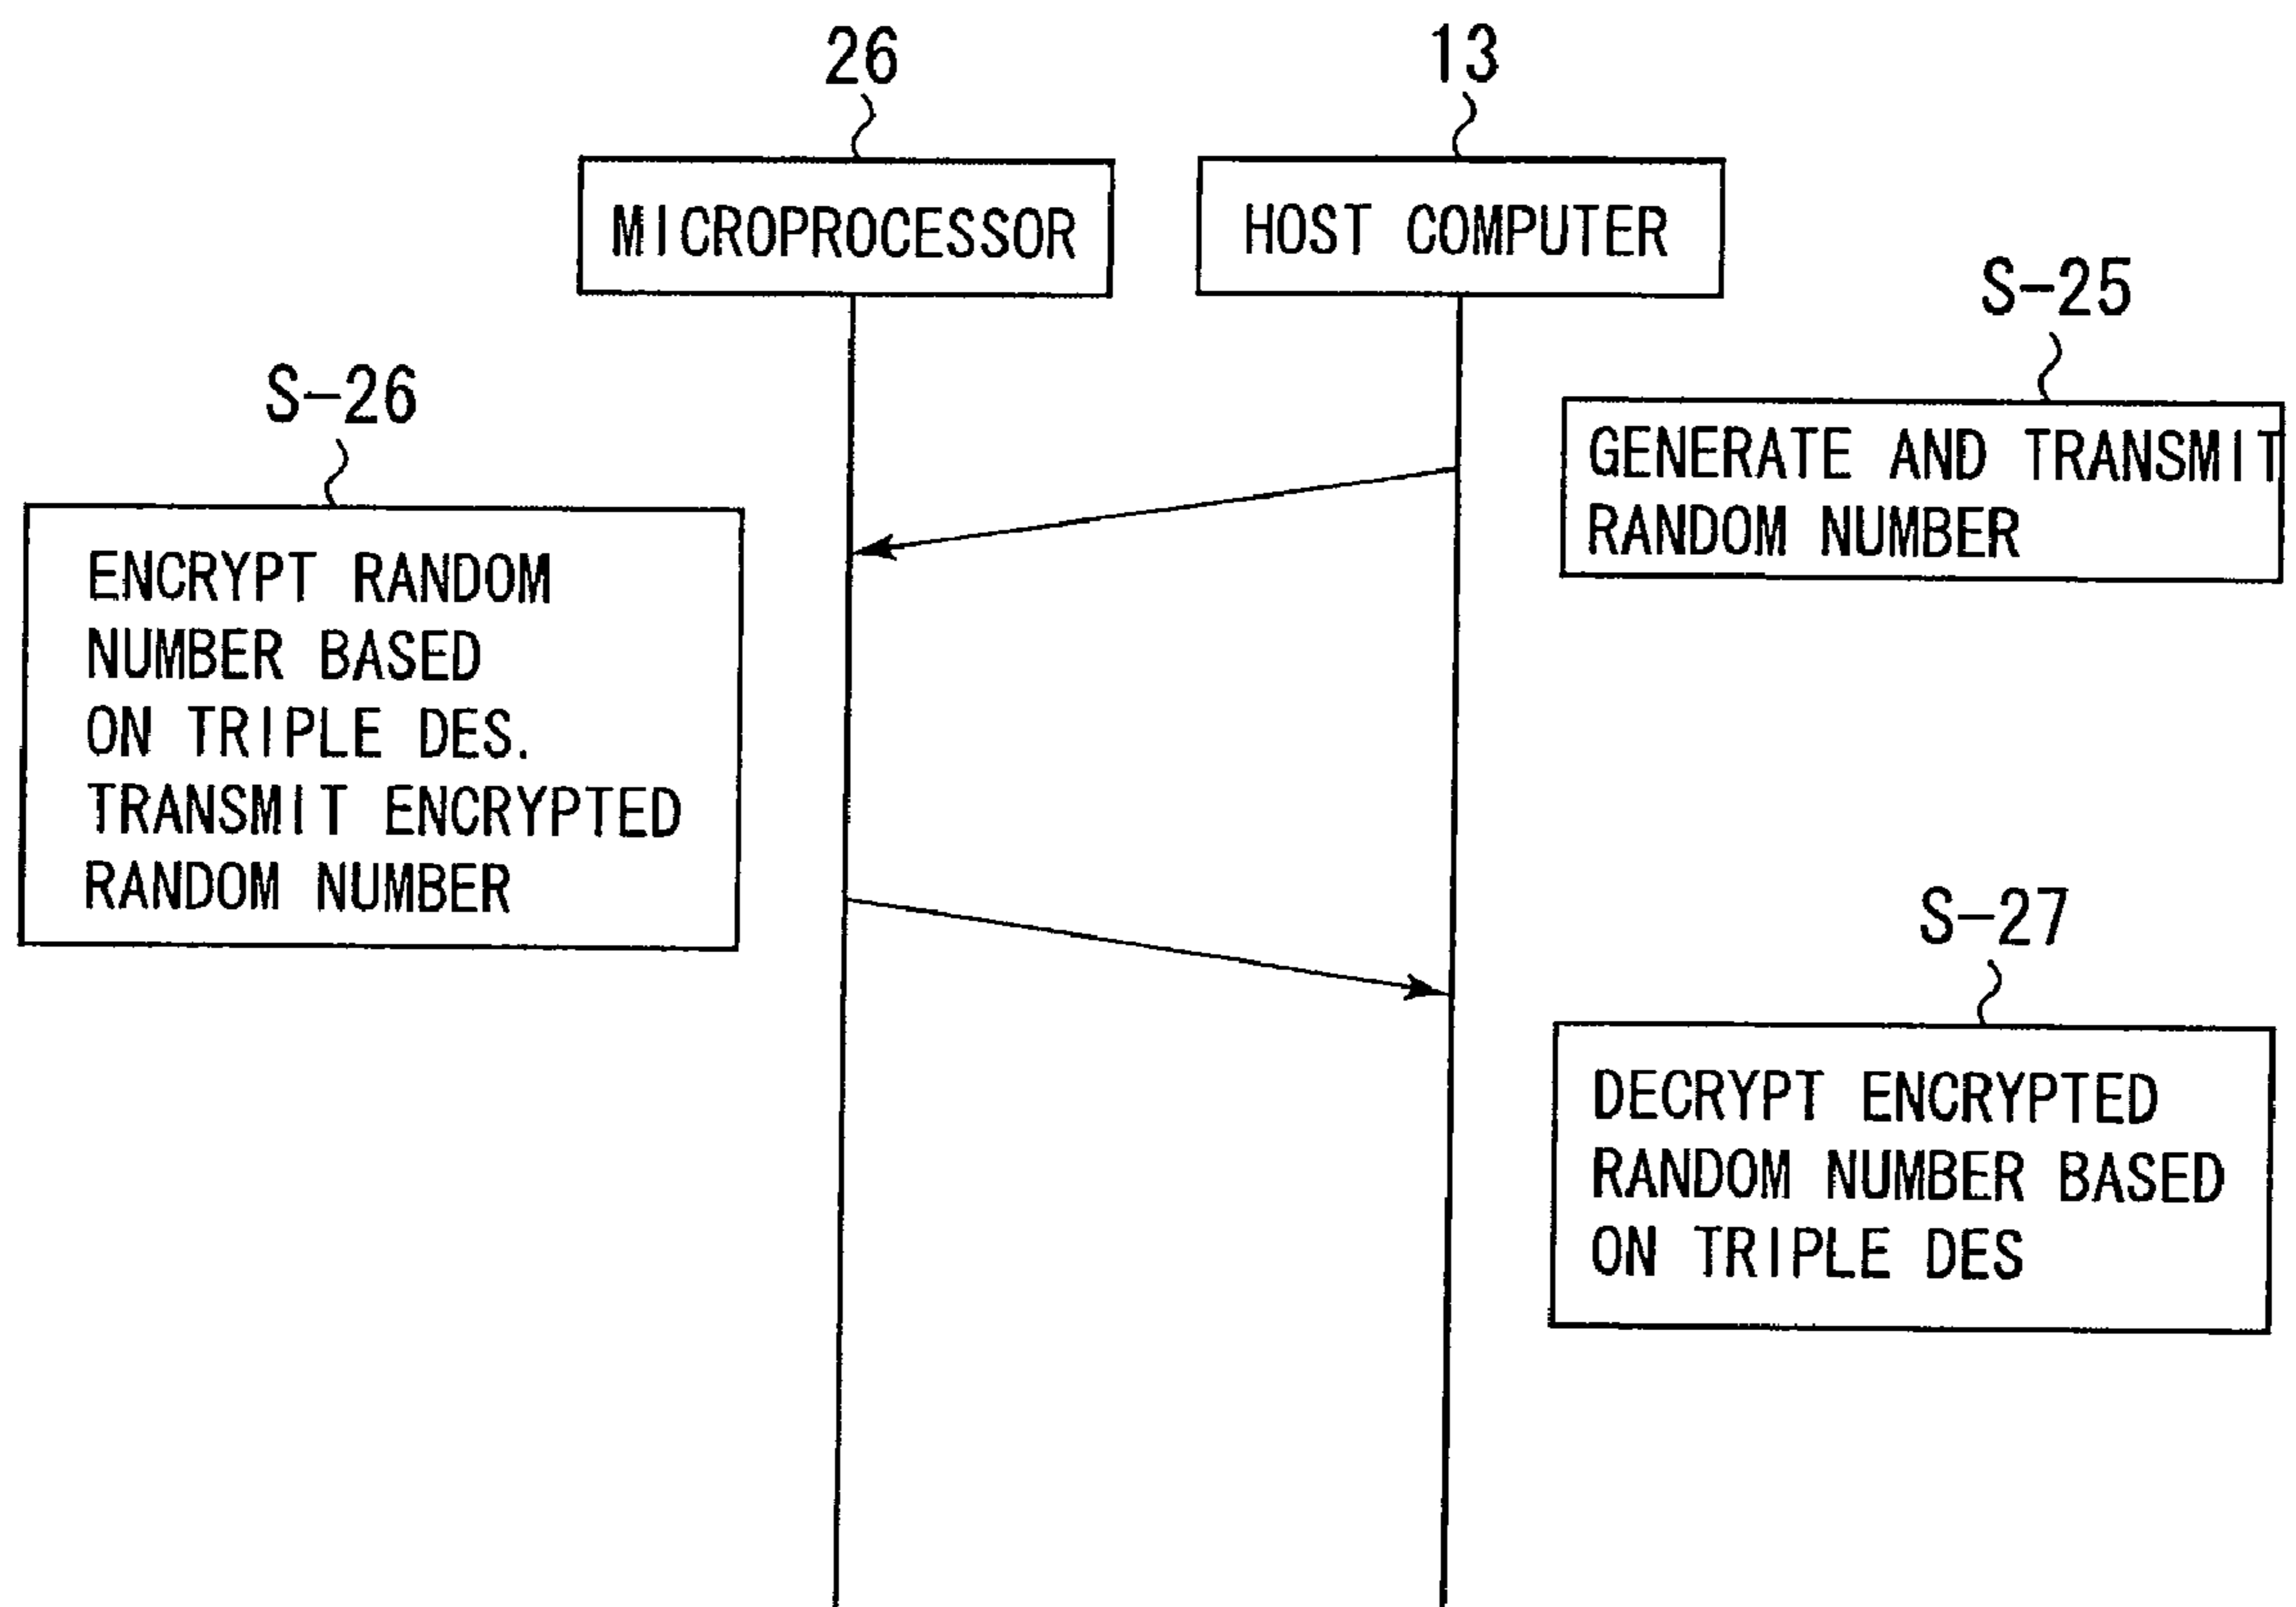 26
13
MICROPROCESSOR
HOST COMPUTER
S-25
GENERATE AND TRANSMIT
RANDOM NUMBER
S-26
ENCRYPT RANDOM
NUMBER BASED
ON TRIPLE DES.
TRANSMIT ENCRYPTED
RANDOM NUMBER
S-27
DECRYPT ENCRYPTED
RANDOM NUMBER BASED
ON TRIPLE DES